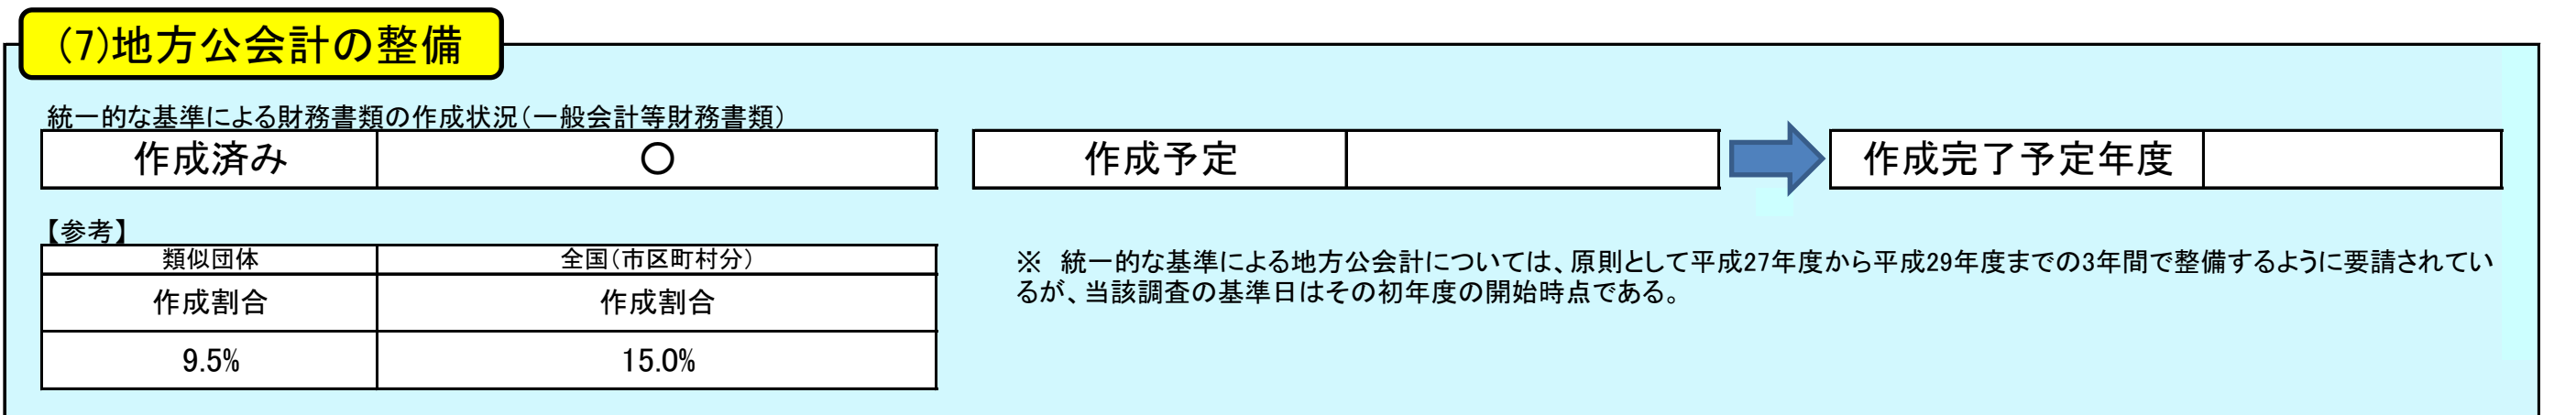 (7)地方公会計の整備
統一的な基準による財務書類の作成状況(一般会計等財務書類)
作成済み 〇 作成予定 作成完了予定年度
【参考】
類似団体 全国(市区町村分)
作成割合 作成割合
9.5% 15.0%
※ 統一的な基準による地方公会計については、原則として平成27年度から平成29年度までの3年間で整備するように要請されてい
るが、当該調査の基準日はその初年度の開始時点である。